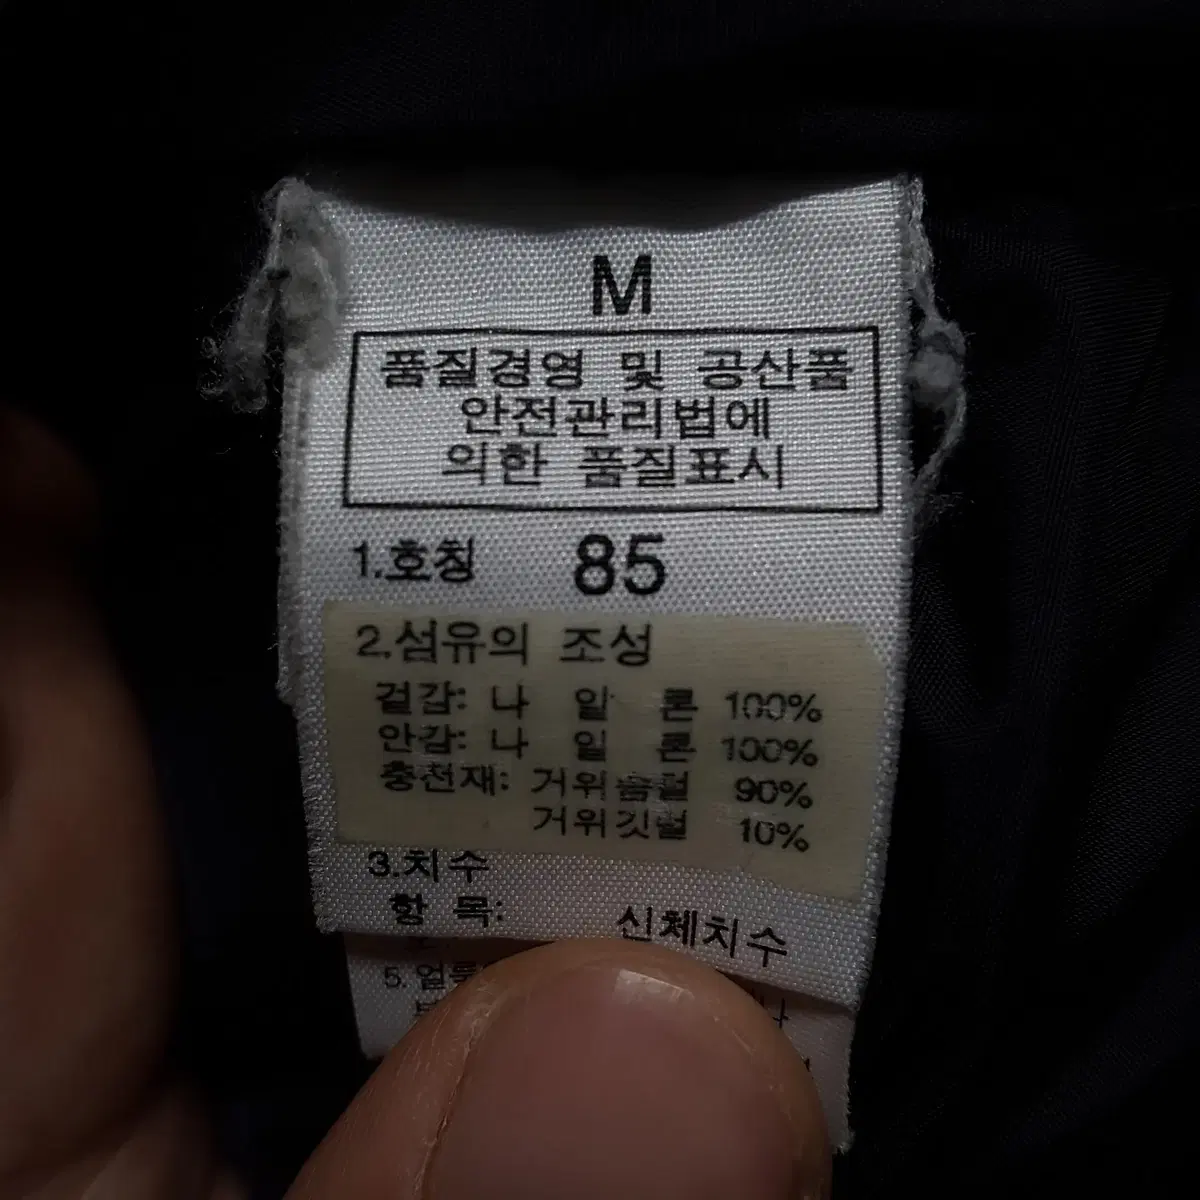 M
품질경영 및 공산품
안전관리법에
의한 품질표시
1.호칭 85
2.섬유의 조성
겉감: 나 일 론 100%
안감: 나 일 론 100%
충전재: 거위솜털 90%
거위깃털 10%
3.치수
항 목: 신체치수
5. 얼룩